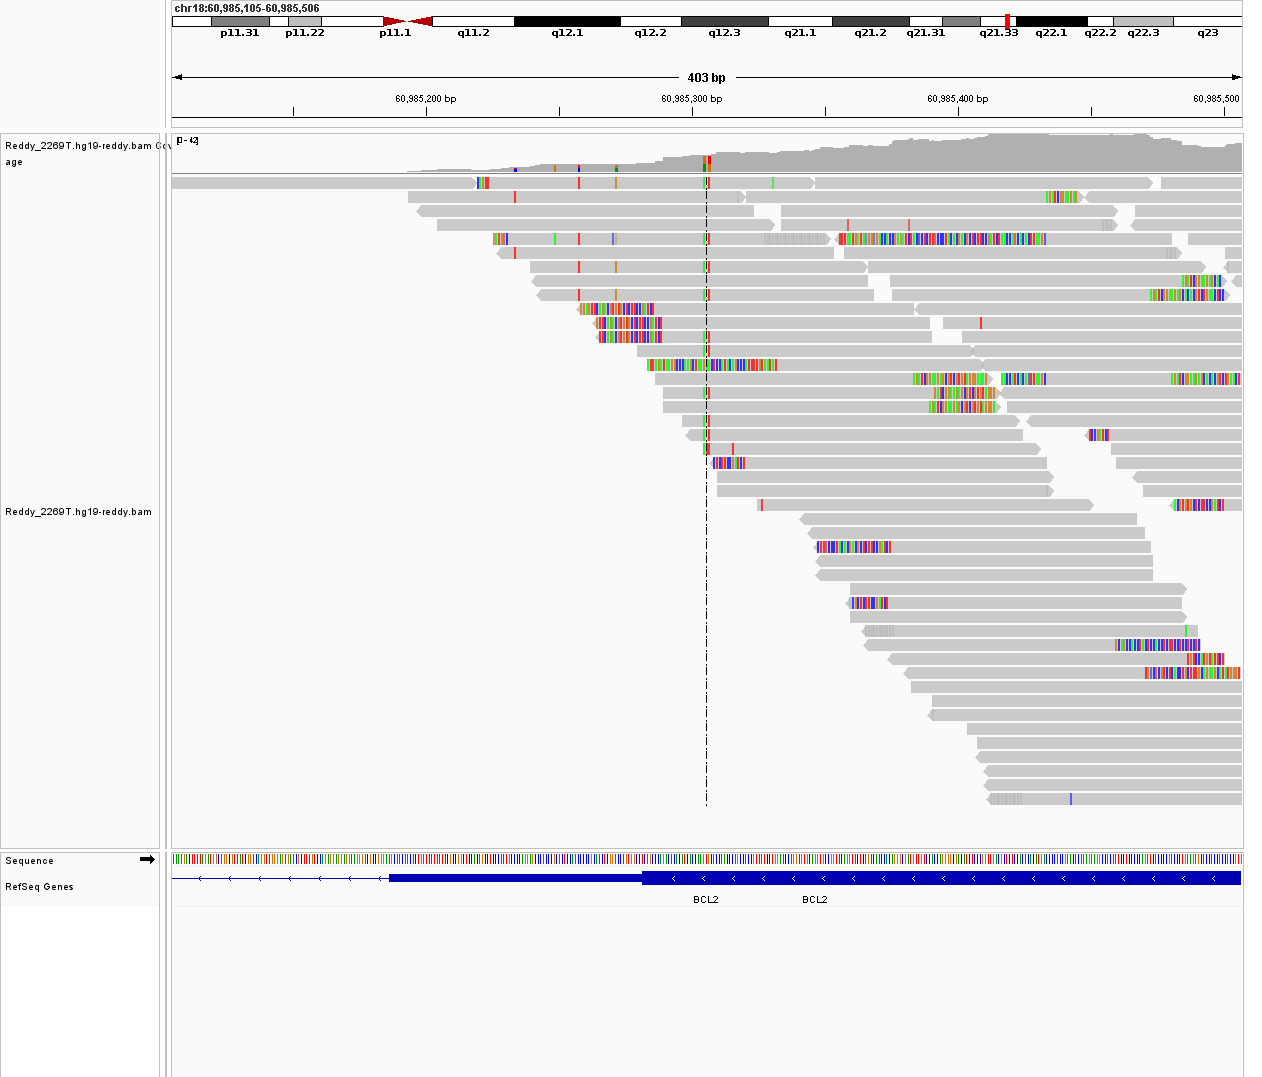 chr18:60,985,105-60,985,506
p11.31 p11.22 p11.1 q11.2 q12.1 q12.2 q12.3 q21.1 q21.2 q21.31 q21.33 q22.1 q22.2 q22.3 q23
403 bp
60,985,200 bp 60,985,300 bp 60,985,400 bp 60,985,500
Reddy_2269T.hg19-reddy.bam Cov
age
[0 - 42]
Reddy_2269T.hg19-reddy.bam
Sequence
RefSeq Genes
BCL2 BCL2